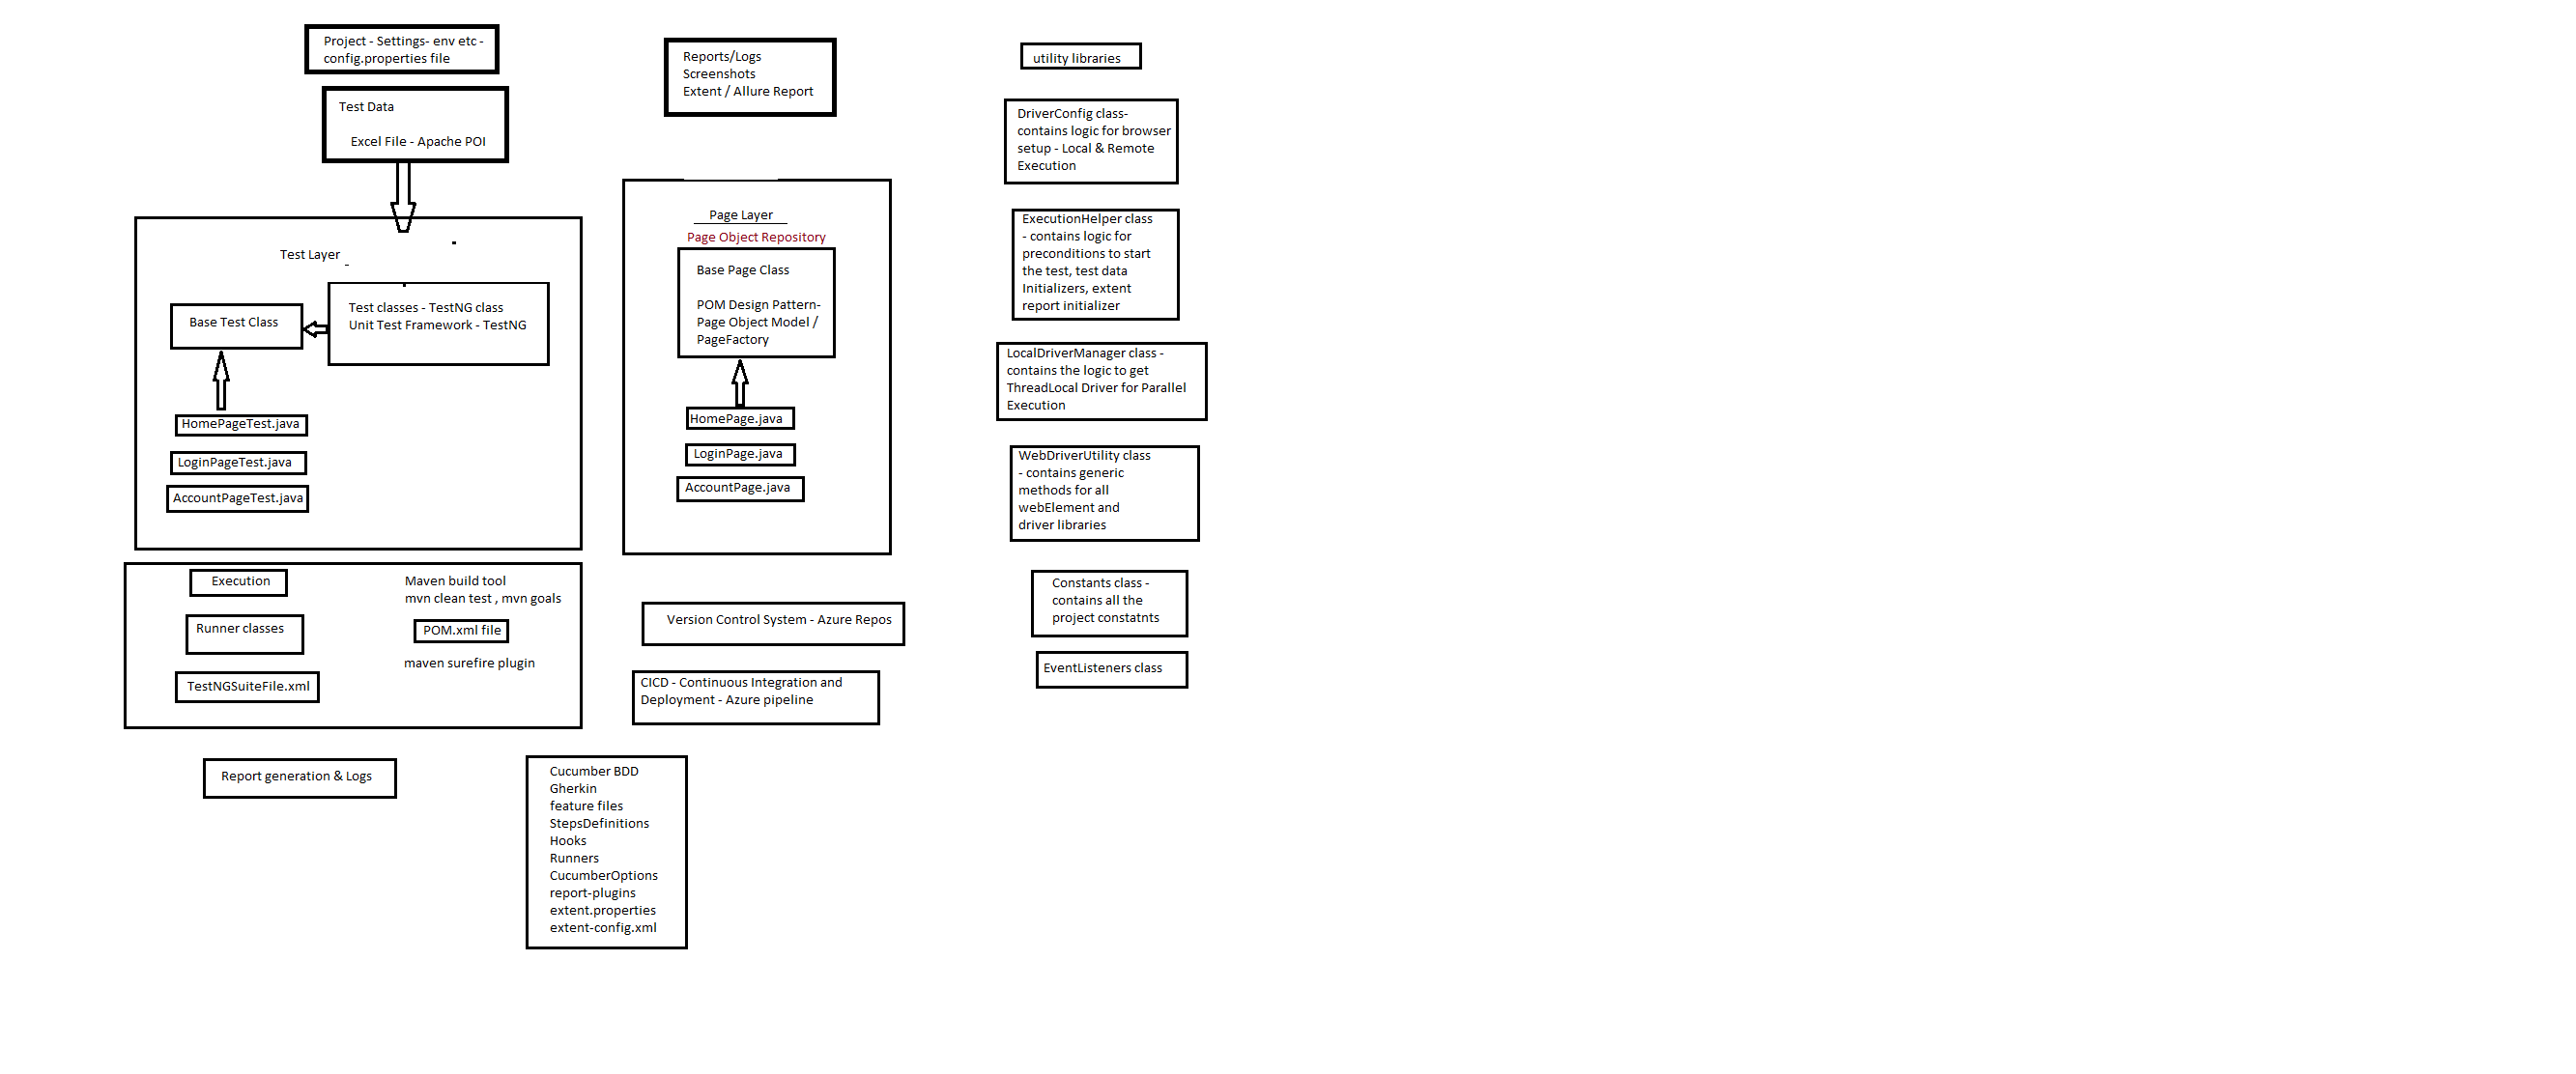 Project - Settings- env etc -
config.properties file
Test Data
Excel File - Apache POI
Test Layer
Base Test Class
Test classes - TestNG class
Unit Test Framework - TestNG
HomePageTest.java
LoginPageTest.java
AccountPageTest.java
Execution
Runner classes
TestNGSuiteFile.xml
Maven build tool
mvn clean test , mvn goals
POM.xml file
maven surefire plugin
Report generation & Logs
Reports/Logs
Screenshots
Extent / Allure Report
Page Layer
Page Object Repository
Base Page Class
POM Design Pattern-
Page Object Model /
PageFactory
HomePage.java
LoginPage.java
AccountPage.java
Version Control System - Azure Repos
CICD - Continuous Integration and
Deployment - Azure pipeline
Cucumber BDD
Gherkin
feature files
StepsDefinitions
Hooks
Runners
CucumberOptions
report-plugins
extent.properties
extent-config.xml
utility libraries
DriverConfig class-
contains logic for browser
setup - Local & Remote
Execution
ExecutionHelper class
- contains logic for
preconditions to start
the test, test data
Initializers, extent
report initializer
LocalDriverManager class -
contains the logic to get
ThreadLocal Driver for Parallel
Execution
WebDriverUtility class
- contains generic
methods for all
webElement and
driver libraries
Constants class -
contains all the
project constatnts
EventListeners class